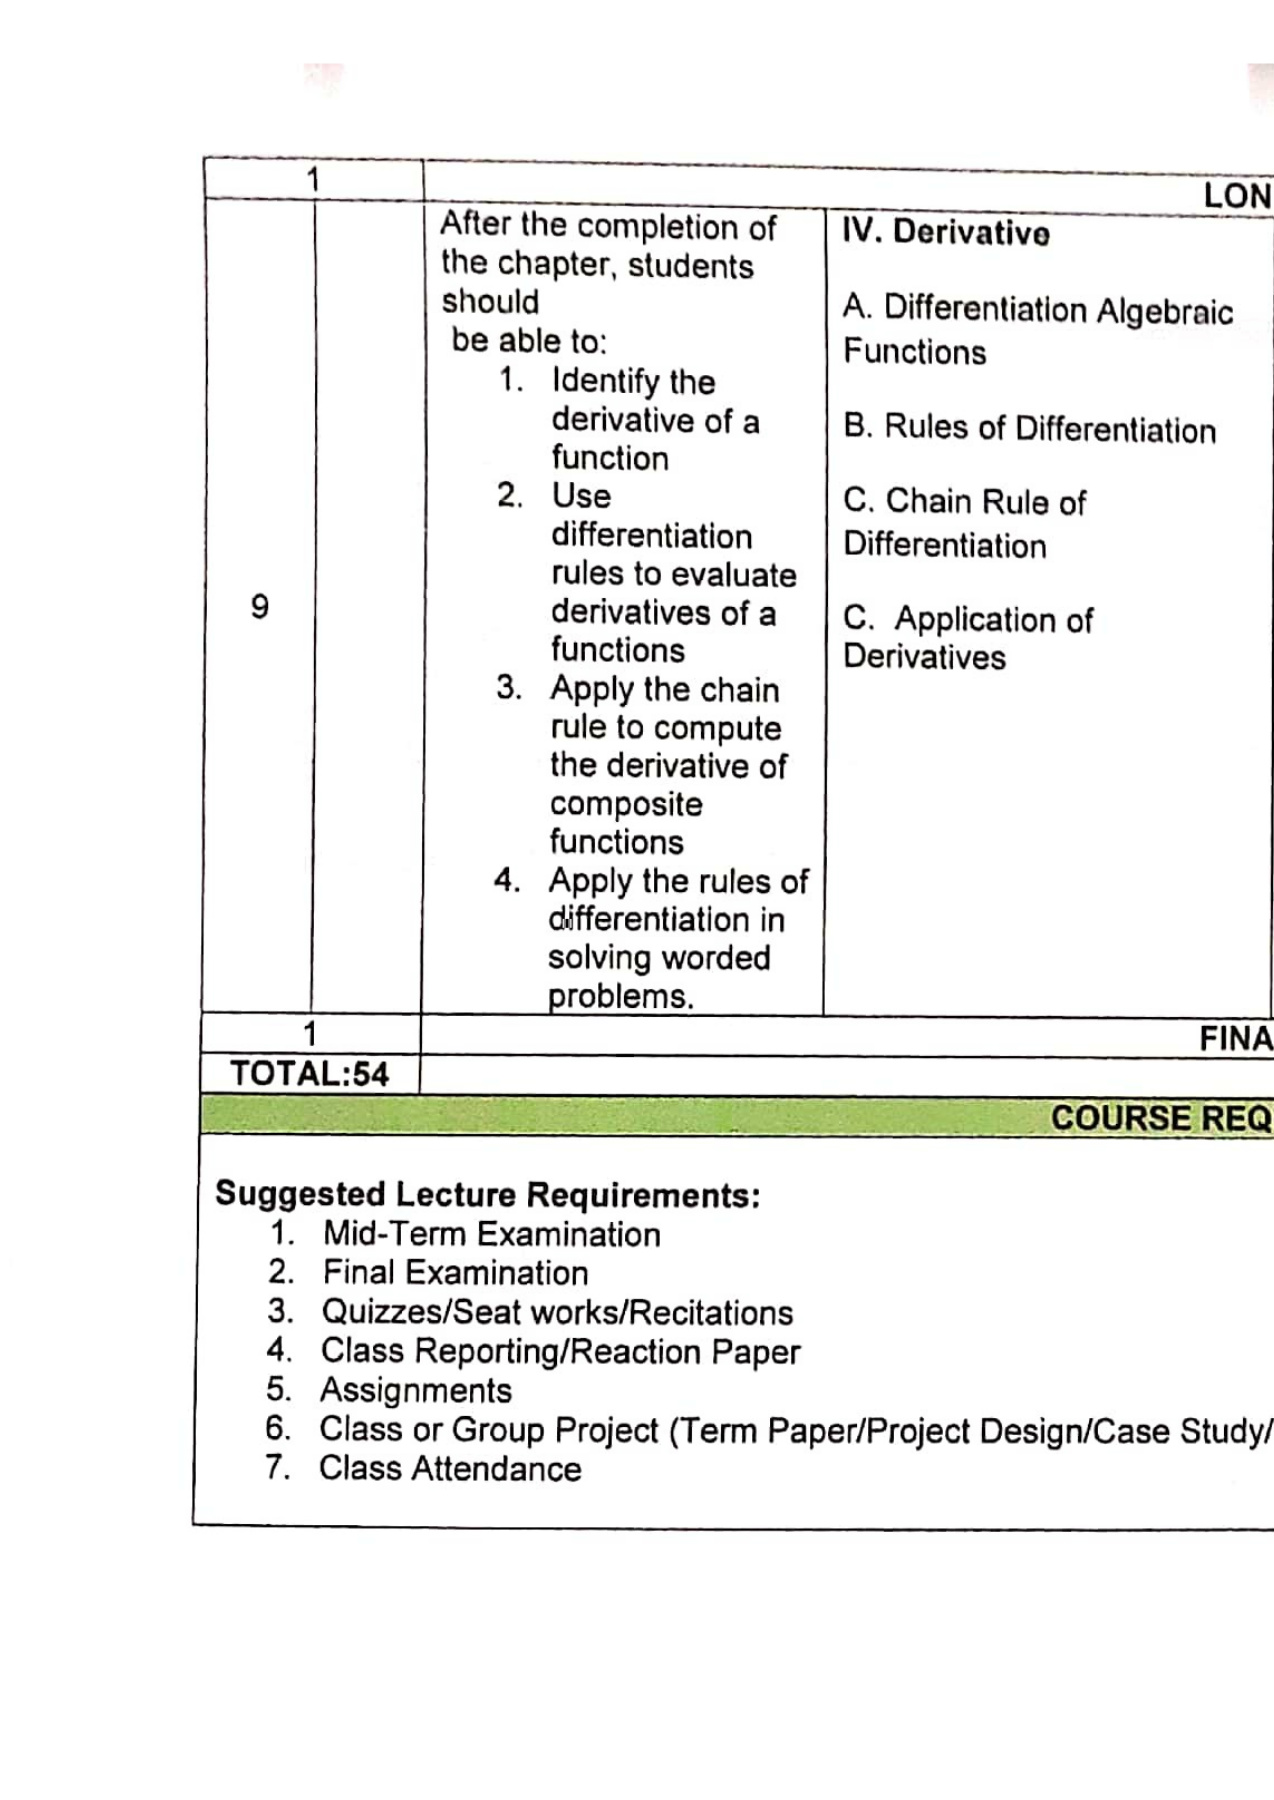 1
LON
After the completion of
the chapter, students
should
be able to:
1. Identify the
derivative of a
function
2. Use
differentiation
rules to evaluate
derivatives of a
functions
3. Apply the chain
rule to compute
the derivative of
composite
functions
4. Apply the rules of
differentiation in
solving worded
problems.
9
IV. Derivative
A. Differentiation Algebraic
Functions
B. Rules of Differentiation
C. Chain Rule of
Differentiation
C. Application of
Derivatives
1
FINA
TOTAL:54
COURSE REQ
Suggested Lecture Requirements:
1. Mid-Term Examination
2. Final Examination
3. Quizzes/Seat works/Recitations
4. Class Reporting/Reaction Paper
5. Assignments
6. Class or Group Project (Term Paper/Project Design/Case Study/
7. Class Attendance